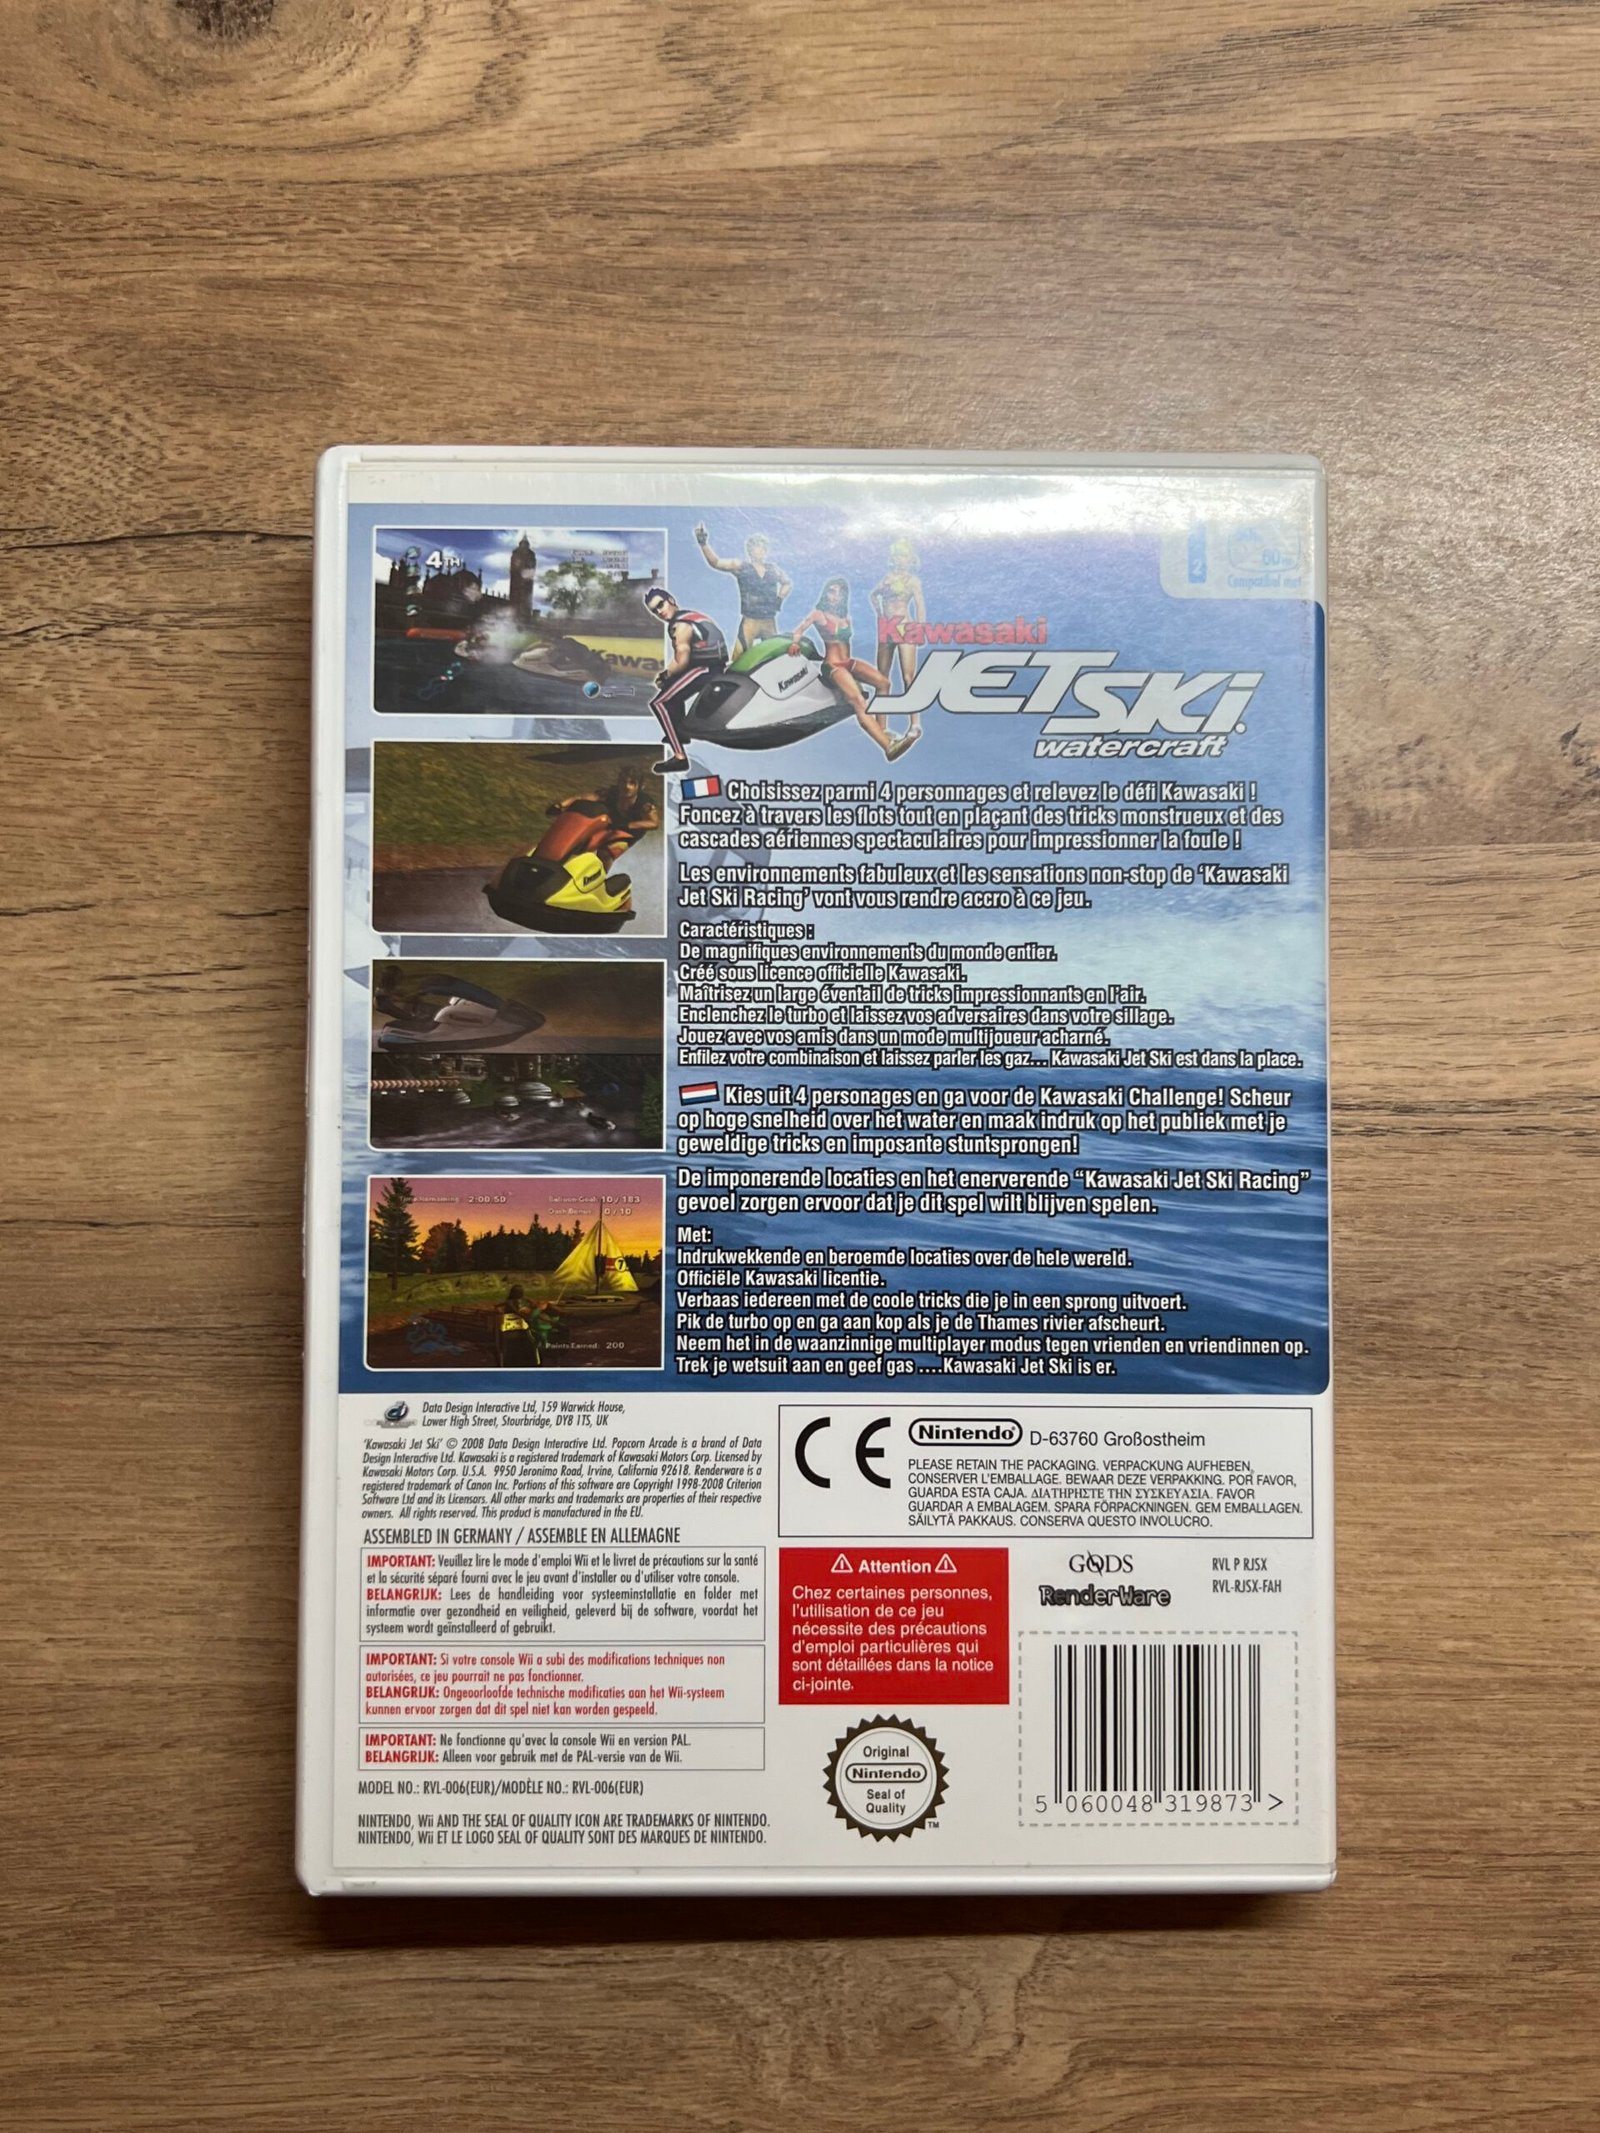 4TH
Kawasaki
2
60Hz
Compatibel met
Kawasaki
JETSKi.
watercraft
Choisissez parmi 4 personnages et relevez le défi Kawasaki !
Foncez à travers les flots tout en plaçant des tricks monstrueux et des
cascades aériennes spectaculaires pour impressionner la foule !
Les environnements fabuleux et les sensations non-stop de ‘Kawasaki
Jet Ski Racing’ vont vous rendre accro à ce jeu.
Caractéristiques :
De magnifiques environnements du monde entier.
Créé sous licence officielle Kawasaki.
Maîtrisez un large éventail de tricks impressionnants en l’air.
Enclenchez le turbo et laissez vos adversaires dans votre sillage.
Jouez avec vos amis dans un mode multijoueur acharné.
Enfilez votre combinaison et laissez parler les gaz... Kawasaki Jet Ski est dans la place.
Kies uit 4 personages en ga voor de Kawasaki Challenge! Scheur
op hoge snelheid over het water en maak indruk op het publiek met je
geweldige tricks en imposante stuntsprongen!
De imponerende locaties en het enerverende “Kawasaki Jet Ski Racing”
gevoel zorgen ervoor dat je dit spel wilt blijven spelen.
Met:
Indrukwekkende en beroemde locaties over de hele wereld.
Officiële Kawasaki licentie.
Verbaas iedereen met de coole tricks die je in een sprong uitvoert.
Pik de turbo op en ga aan kop als je de Thames rivier afscheurt.
Neem het in de waanzinnige multiplayer modus tegen vrienden en vriendinnen op.
Trek je wetsuit aan en geef gas ....Kawasaki Jet Ski is er.
Time Remaining 2:00.50
Balloon Goal: 10 / 183
Dash Bonus: 0 / 10
7
Points Earned: 200
Data Design Interactive Ltd, 159 Warwick House,
Lower High Street, Stourbridge, DY8 1TS, UK
'Kawasaki Jet Ski' © 2008 Data Design Interactive Ltd. Popcorn Arcade is a brand of Data
Design Interactive Ltd. Kawasaki is a registered trademark of Kawasaki Motors Corp. Licensed by
Kawasaki Motors Corp. U.S.A. 9950 Jeronimo Road, Irvine, California 92618. Renderware is a
registered trademark of Canon Inc. Portions of this software are Copyright 1998-2008 Criterion
Software Ltd and its Licensors. All other marks and trademarks are properties of their respective
owners. All rights reserved. This product is manufactured in the EU.
ASSEMBLED IN GERMANY / ASSEMBLE EN ALLEMAGNE
IMPORTANT: Veuillez lire le mode d'emploi Wii et le livret de précautions sur la santé
et la sécurité séparé fourni avec le jeu avant d'installer ou d'utiliser votre console.
BELANGRIJK: Lees de handleiding voor systeeminstallatie en folder met
informatie over gezondheid en veiligheid, geleverd bij de software, voordat het
systeem wordt geïnstalleerd of gebruikt.
IMPORTANT: Si votre console Wii a subi des modifications techniques non
autorisées, ce jeu pourrait ne pas fonctionner.
BELANGRIJK: Ongeoorloofde technische modificaties aan het Wii-systeem
kunnen ervoor zorgen dat dit spel niet kan worden gespeeld.
IMPORTANT: Ne fonctionne qu'avec la console Wii en version PAL.
BELANGRIJK: Alleen voor gebruik met de PAL-versie van de Wii.
MODEL NO.: RVL-006(EUR)/MODÈLE NO.: RVL-006(EUR)
NINTENDO, Wii AND THE SEAL OF QUALITY ICON ARE TRADEMARKS OF NINTENDO.
NINTENDO, Wii ET LE LOGO SEAL OF QUALITY SONT DES MARQUES DE NINTENDO.
CE
Nintendo D-63760 Großostheim
PLEASE RETAIN THE PACKAGING. VERPACKUNG AUFHEBEN,
CONSERVER L'EMBALLAGE. BEWAAR DEZE VERPAKKING. POR FAVOR,
GUARDA ESTA CAJA. ΔΙΑΤΗΡΗΣΤΕ ΤΗΝ ΣΥΣΚΕΥΑΣΙΑ. FAVOR
GUARDAR A EMBALAGEM. SPARA FÖRPACKNINGEN. GEM EMBALLAGEN.
SÄILYTÄ PAKKAUS. CONSERVA QUESTO INVOLUCRO.
Attention
Chez certaines personnes,
l'utilisation de ce jeu
nécessite des précautions
d'emploi particulières qui
sont détaillées dans la notice
ci-jointe.
GODS
RenderWare
RVL P RJSX
RVL-RJSX-FAH
Original
Nintendo
Seal of
Quality
TM
5 060048 319873 >